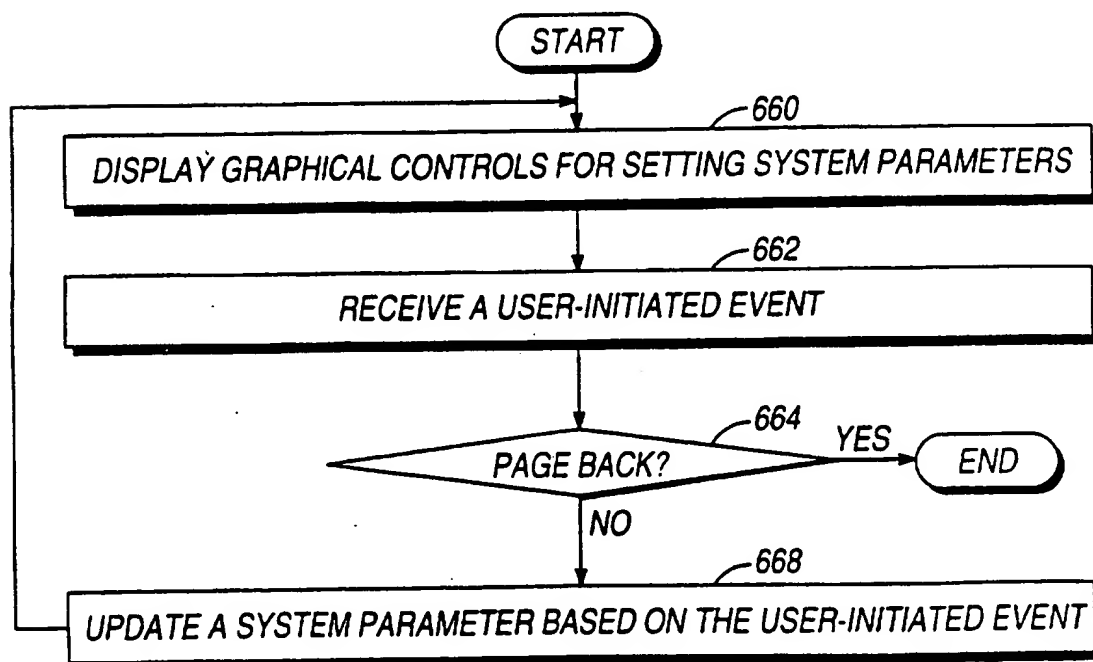 START
660
DISPLAY GRAPHICAL CONTROLS FOR SETTING SYSTEM PARAMETERS
662
RECEIVE A USER-INITIATED EVENT
664
PAGE BACK?
YES
END
NO
668
UPDATE A SYSTEM PARAMETER BASED ON THE USER-INITIATED EVENT